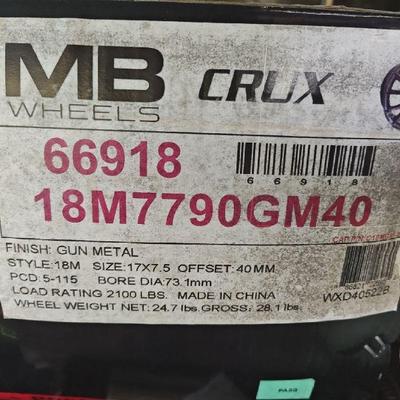 MB
WHEELS
CRUX
66918
66918
18M7790GM40
FINISH: GUN METAL
STYLE:18M SIZE:17X7.5 OFFSET:40MM
PCD:5-115 BORE DIA:73.1mm
LOAD RATING 2100 LBS. MADE IN CHINA
WXD40522B
WHEEL WEIGHT NET: 24.7 lbs.GROSS: 28.1 lbs
PASS